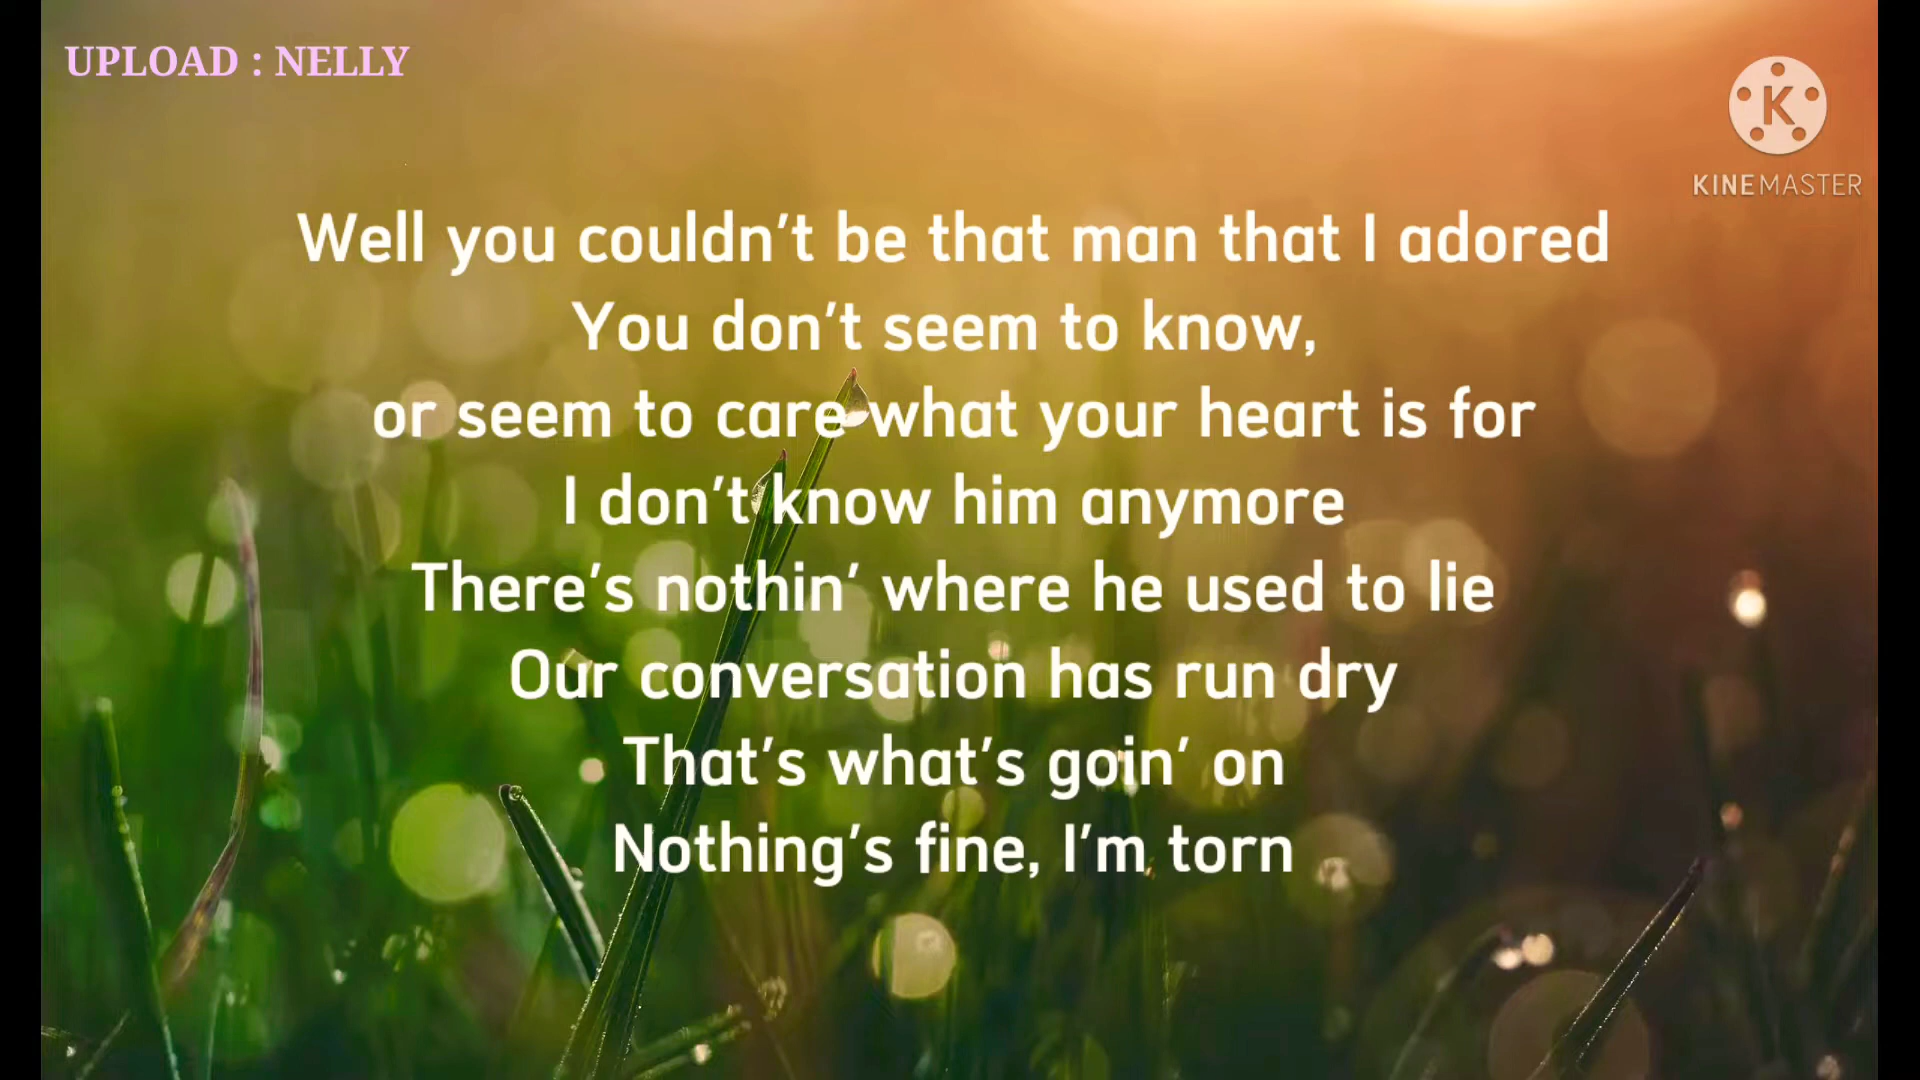 UPLOAD : NELLY
K
KINEMASTER
Well you couldn't be that man that I adored
You don't seem to know,
or seem to care what your heart is for
I don't know him anymore
There's nothin' where he used to lie
Our conversation has run dry
That's what's goin' on
Nothing's fine, I'm torn